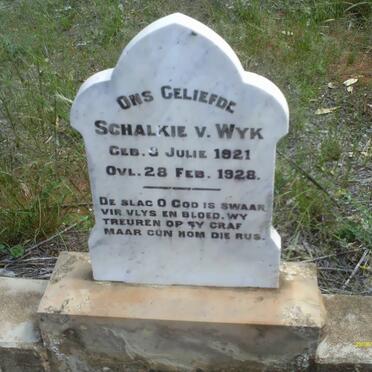 ONS GELIEFDE
SCHALKIE V. WYK
GEB. 3 JULIE 1921
OVL. 28 FEB. 1928.
DE SLAG O GOD IS SWAAR
VIR VLYS EN BLOED. WY
TREUREN OP SY GRAF
MAAR GUN HOM DIE RUS.